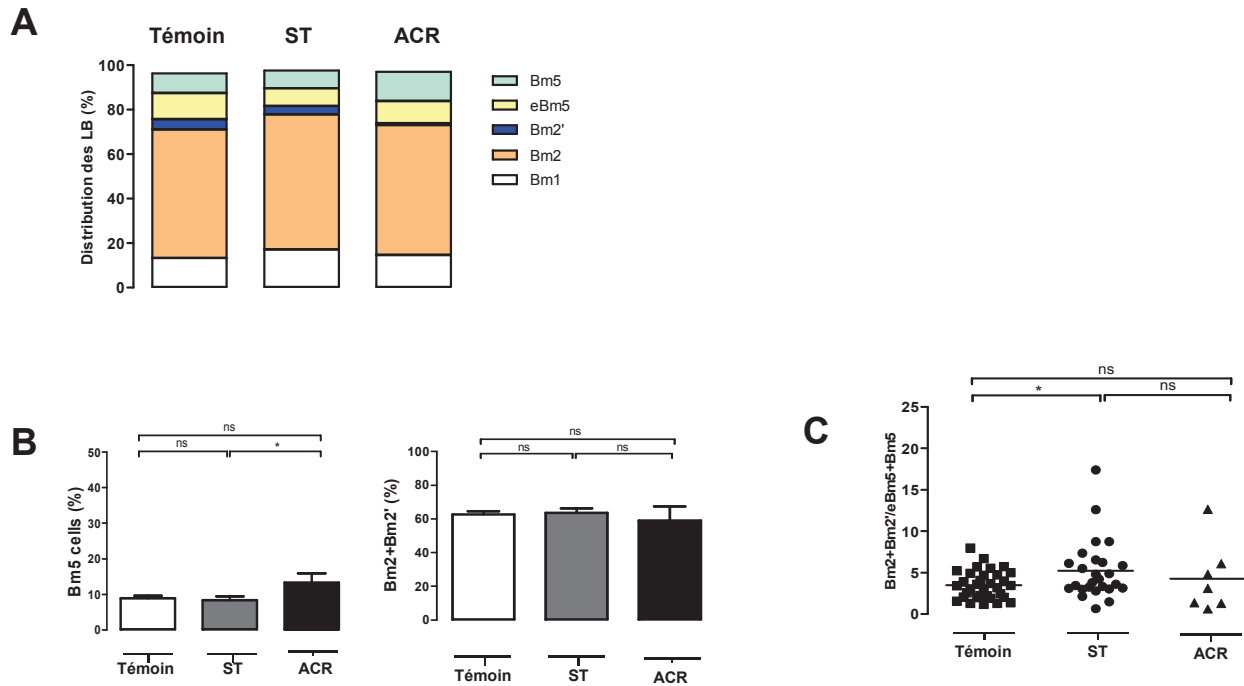 A
Témoin ST ACR
Distribution des LB (%)
100
80
60
40
20
0
Bm5
eBm5
Bm2'
Bm2
Bm1
B
ns
ns *
Bm5 cells (%)
50
40
30
20
10
0
Témoin ST ACR
ns
ns ns
Bm2+Bm2' (%)
100
80
60
40
20
0
Témoin ST ACR
C
ns
* ns
Bm2+Bm2'/eBm5+Bm5
25
20
15
10
5
0
Témoin ST ACR